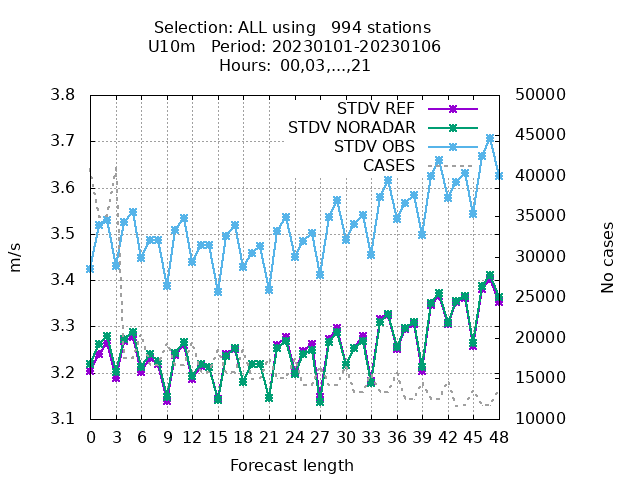 Selection: ALL using   994 stations
U10m   Period: 20230101-20230106
Hours:  00,03,...,21
3.8
3.7
3.6
3.5
3.4
3.3
3.2
3.1
m/s
50000
45000
40000
35000
30000
25000
20000
15000
10000
No cases
STDV REF
STDV NORADAR
STDV OBS
CASES
0 3 6 9 12 15 18 21 24 27 30 33 36 39 42 45 48
Forecast length